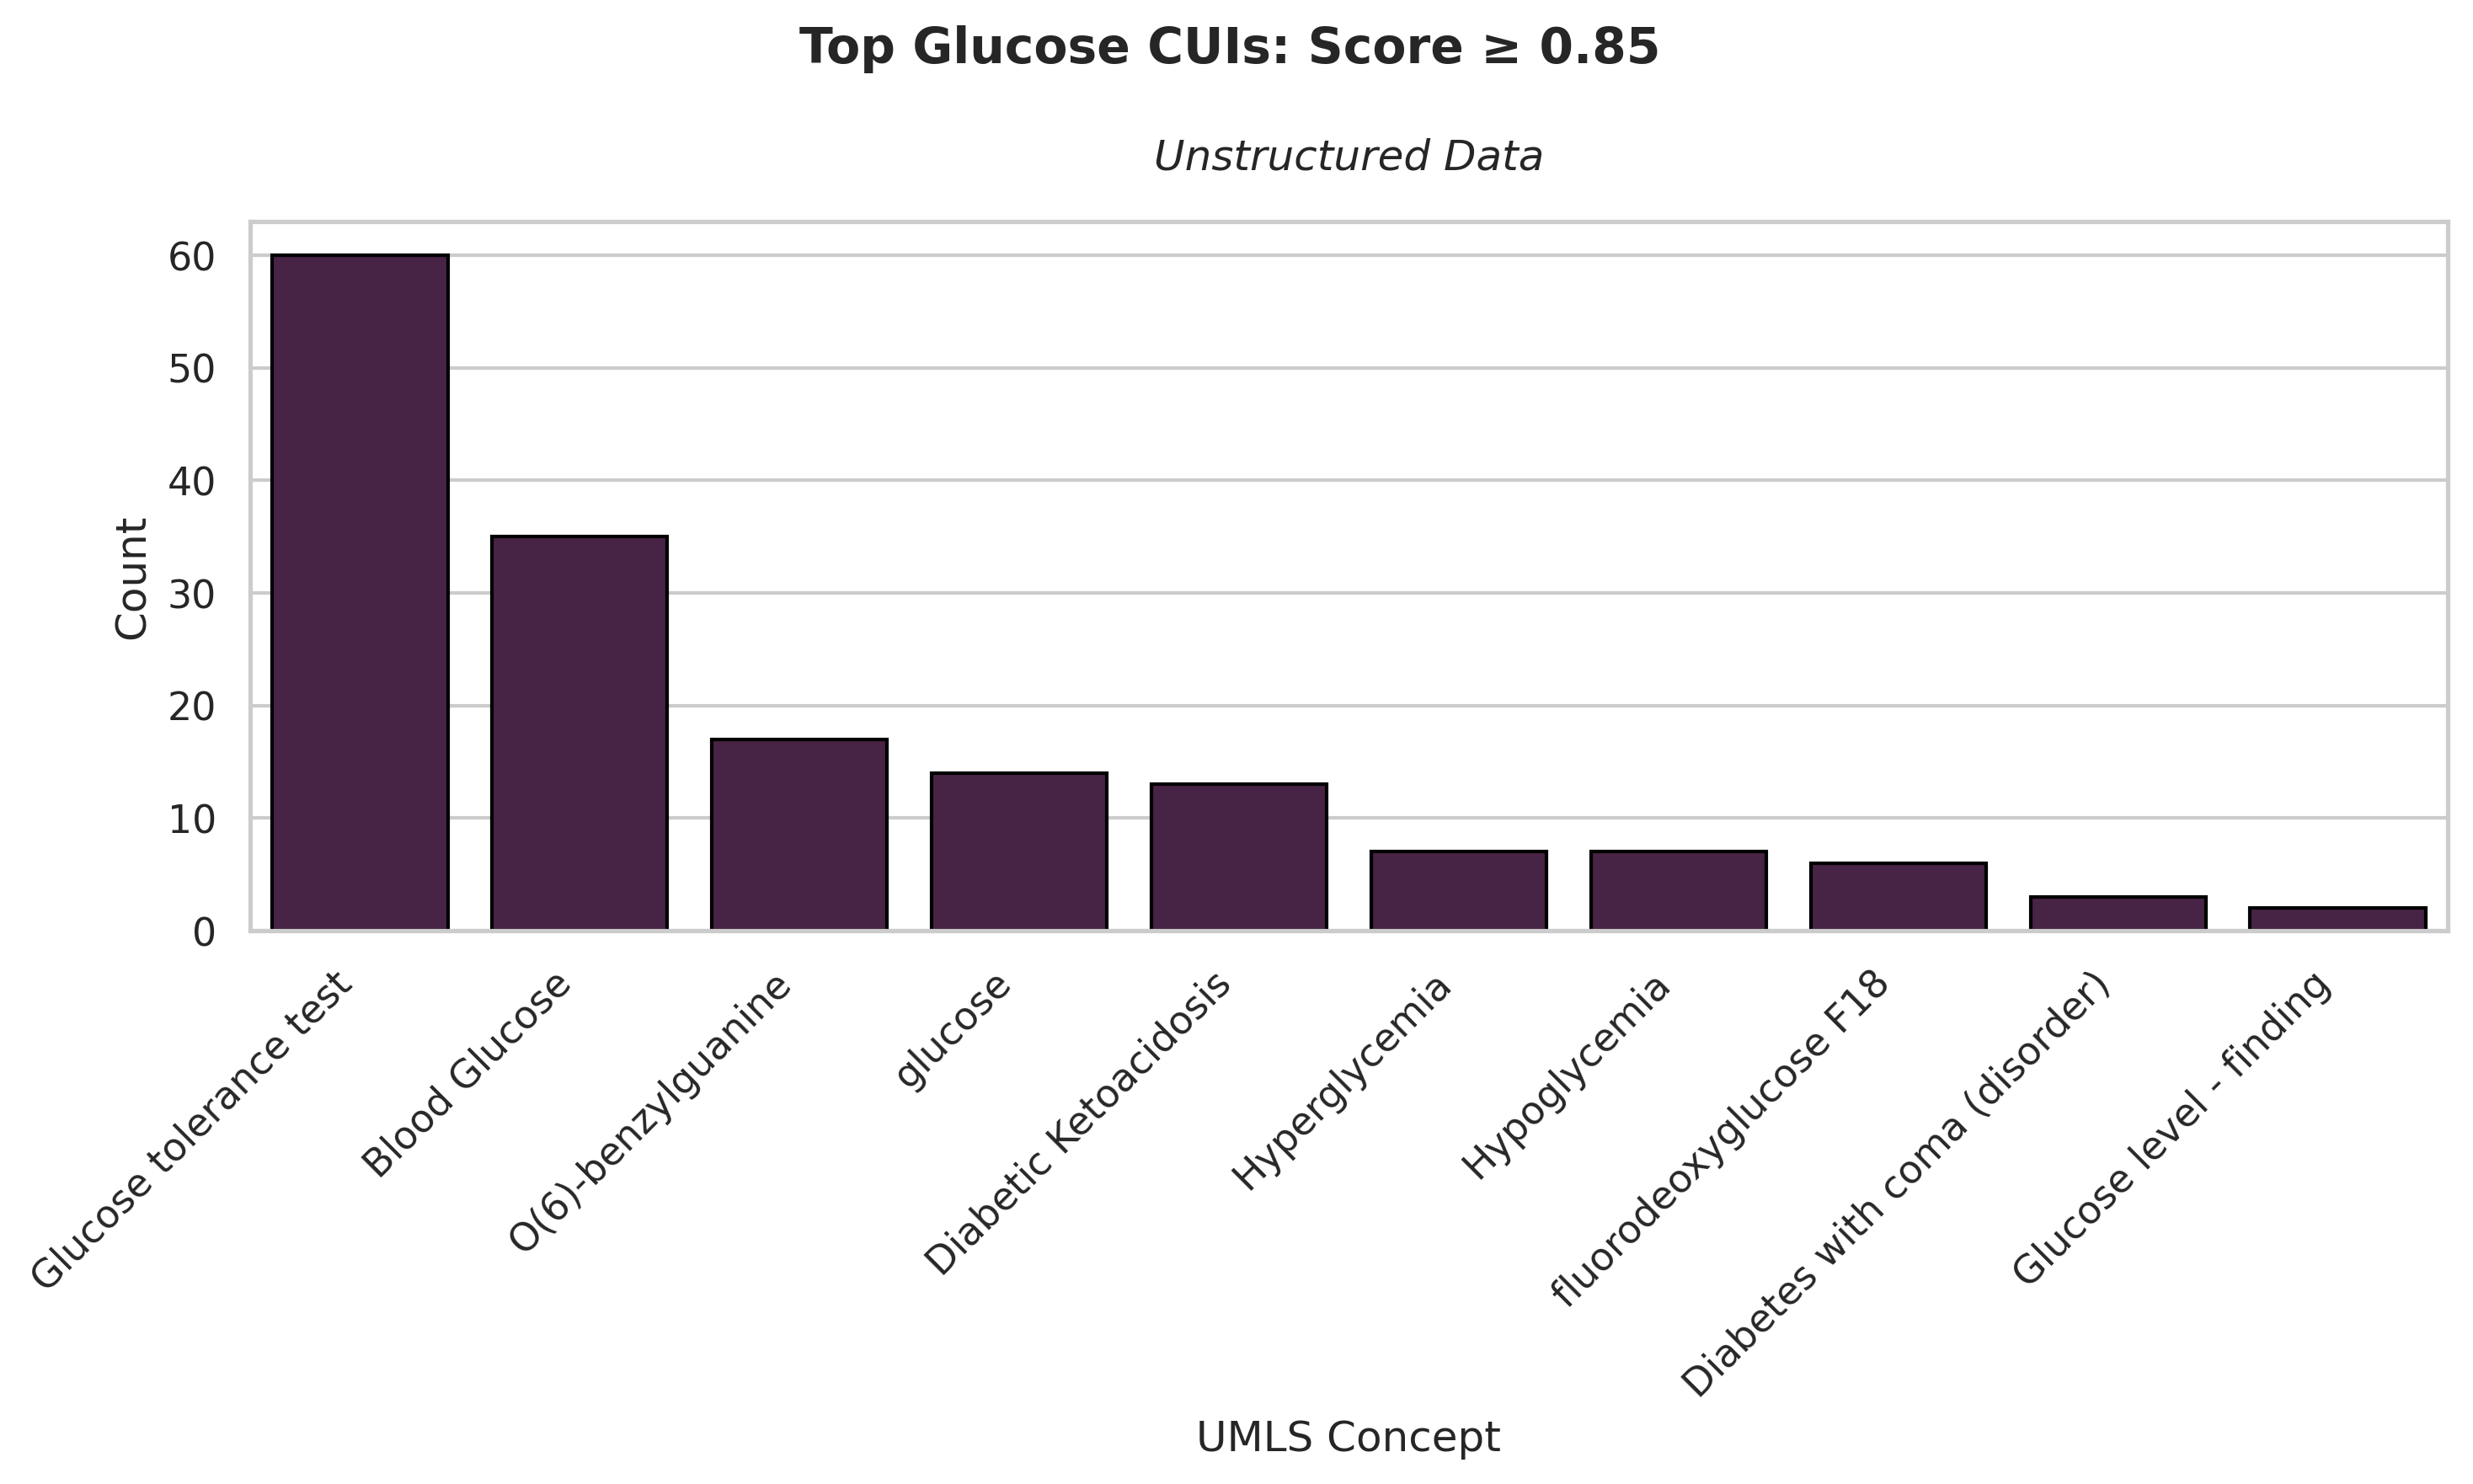 Top Glucose CUIs: Score ≥ 0.85
Unstructured Data
60
50
40
30
20
10
0
Count
Glucose tolerance test
Blood Glucose
O(6)-benzylguanine
glucose
Diabetic Ketoacidosis
Hyperglycemia
Hypoglycemia
fluorodeoxyglucose F18
Diabetes with coma (disorder)
Glucose level - finding
UMLS Concept